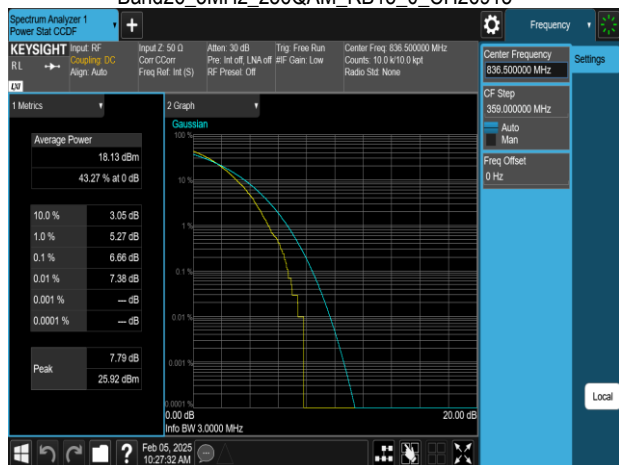 Spectrum Analyzer 1
Power Stat CCDF
Frequency
KEYSIGHT
RL
Input: RF
Coupling: DC
Align: Auto
Input Z: 50 Ω
Corr CCorr
Freq Ref: Int (S)
Atten: 30 dB
Pre: Int off, LNA off
RF Preset: Off
Trig: Free Run
#IF Gain: Low
Center Freq: 836.500000 MHz
Counts: 10.0 k/10.0 kpt
Radio Std: None
LXI
Center Frequency
836.500000 MHz
Settings
CF Step
359.000000 MHz
Auto
Man
Freq Offset
0 Hz
1 Metrics
Average Power
18.13 dBm
43.27 % at 0 dB
10.0 % 3.05 dB
1.0 % 5.27 dB
0.1 % 6.66 dB
0.01 % 7.38 dB
0.001 % --- dB
0.0001 % --- dB
Peak
7.79 dB
25.92 dBm
2 Graph
Gaussian
100 %
10 %
1 %
0.1 %
0.01 %
0.001 %
0.0001 %
0.00 dB
20.00 dB
Info BW 3.0000 MHz
Local
Feb 05, 2025
10:27:32 AM